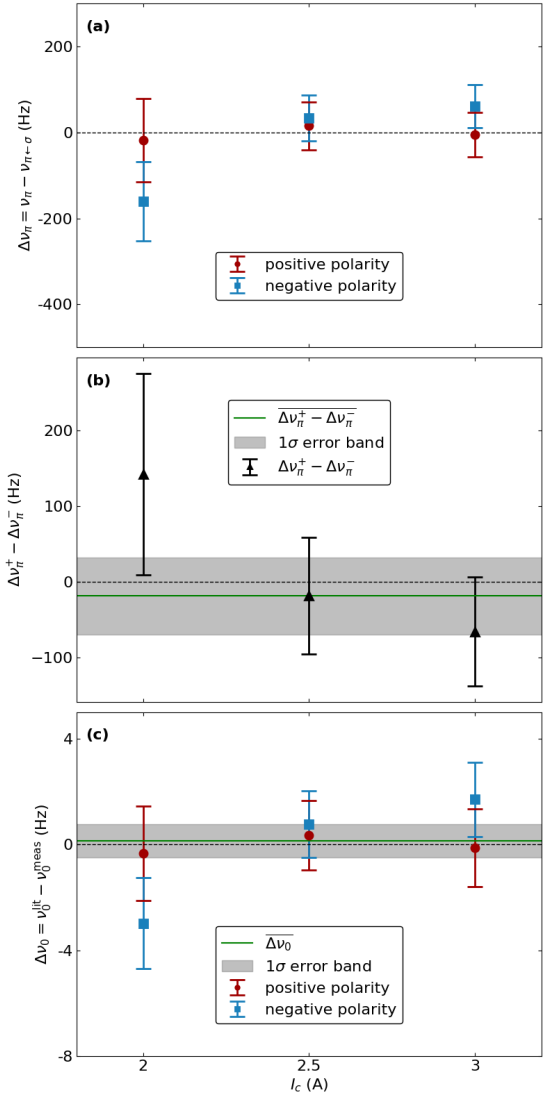 (a)
200
0
-200
-400
Δν_π = ν_π − ν_{π←σ} (Hz)
positive polarity
negative polarity
(b)
200
100
0
−100
Δν_π^+ − Δν_π^− (Hz)
\overline{Δν_π^+ − Δν_π^−}
1σ error band
Δν_π^+ − Δν_π^−
(c)
4
0
-4
-8
Δν_0 = ν_0^{lit} − ν_0^{meas} (Hz)
\overline{Δν_0}
1σ error band
positive polarity
negative polarity
2 2.5 3
I_c (A)